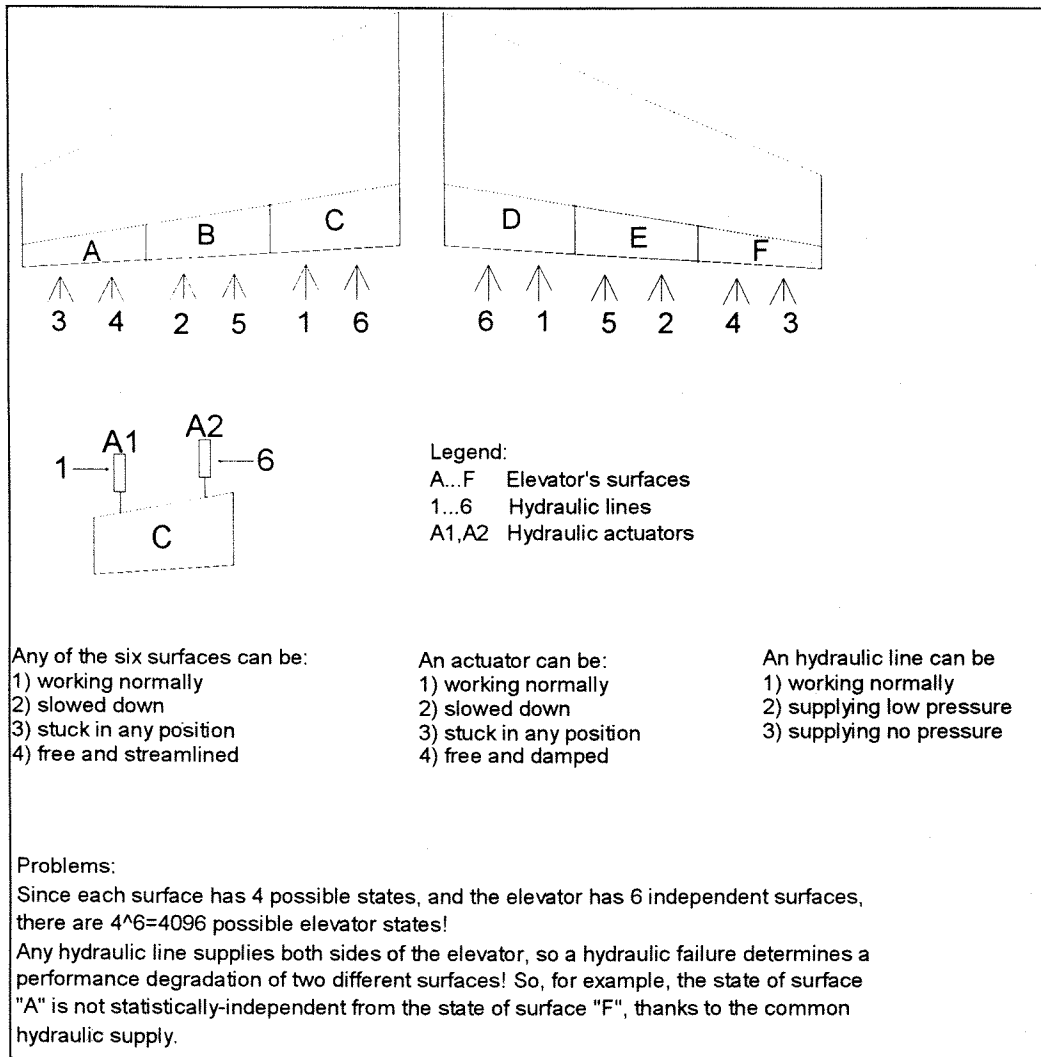 A B C D E F
3 4 2 5 1 6 6 1 5 2 4 3
A1 A2
1 6
C
Legend:
A...F Elevator's surfaces
1...6 Hydraulic lines
A1,A2 Hydraulic actuators
Any of the six surfaces can be:
1) working normally
2) slowed down
3) stuck in any position
4) free and streamlined
An actuator can be:
1) working normally
2) slowed down
3) stuck in any position
4) free and damped
An hydraulic line can be
1) working normally
2) supplying low pressure
3) supplying no pressure
Problems:
Since each surface has 4 possible states, and the elevator has 6 independent surfaces,
there are 4^6=4096 possible elevator states!
Any hydraulic line supplies both sides of the elevator, so a hydraulic failure determines a
performance degradation of two different surfaces! So, for example, the state of surface
"A" is not statistically-independent from the state of surface "F", thanks to the common
hydraulic supply.